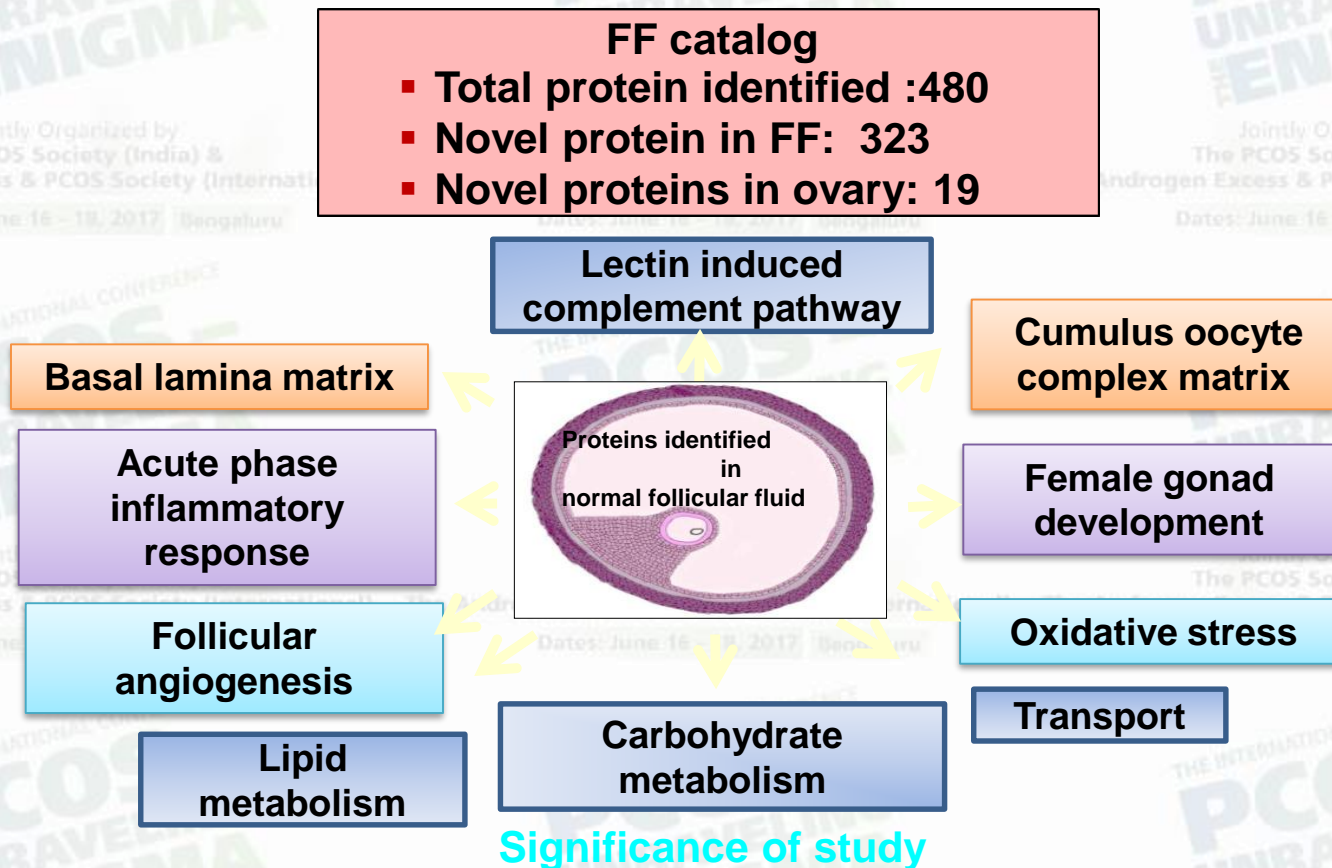 FF catalog
▪ Total protein identified :480
▪ Novel protein in FF: 323
▪ Novel proteins in ovary: 19
Lectin induced
complement pathway
Basal lamina matrix
Cumulus oocyte
complex matrix
Acute phase
inflammatory
response
Proteins identified
in
normal follicular fluid
Female gonad
development
Follicular
angiogenesis
Oxidative stress
Lipid
metabolism
Carbohydrate
metabolism
Transport
Significance of study